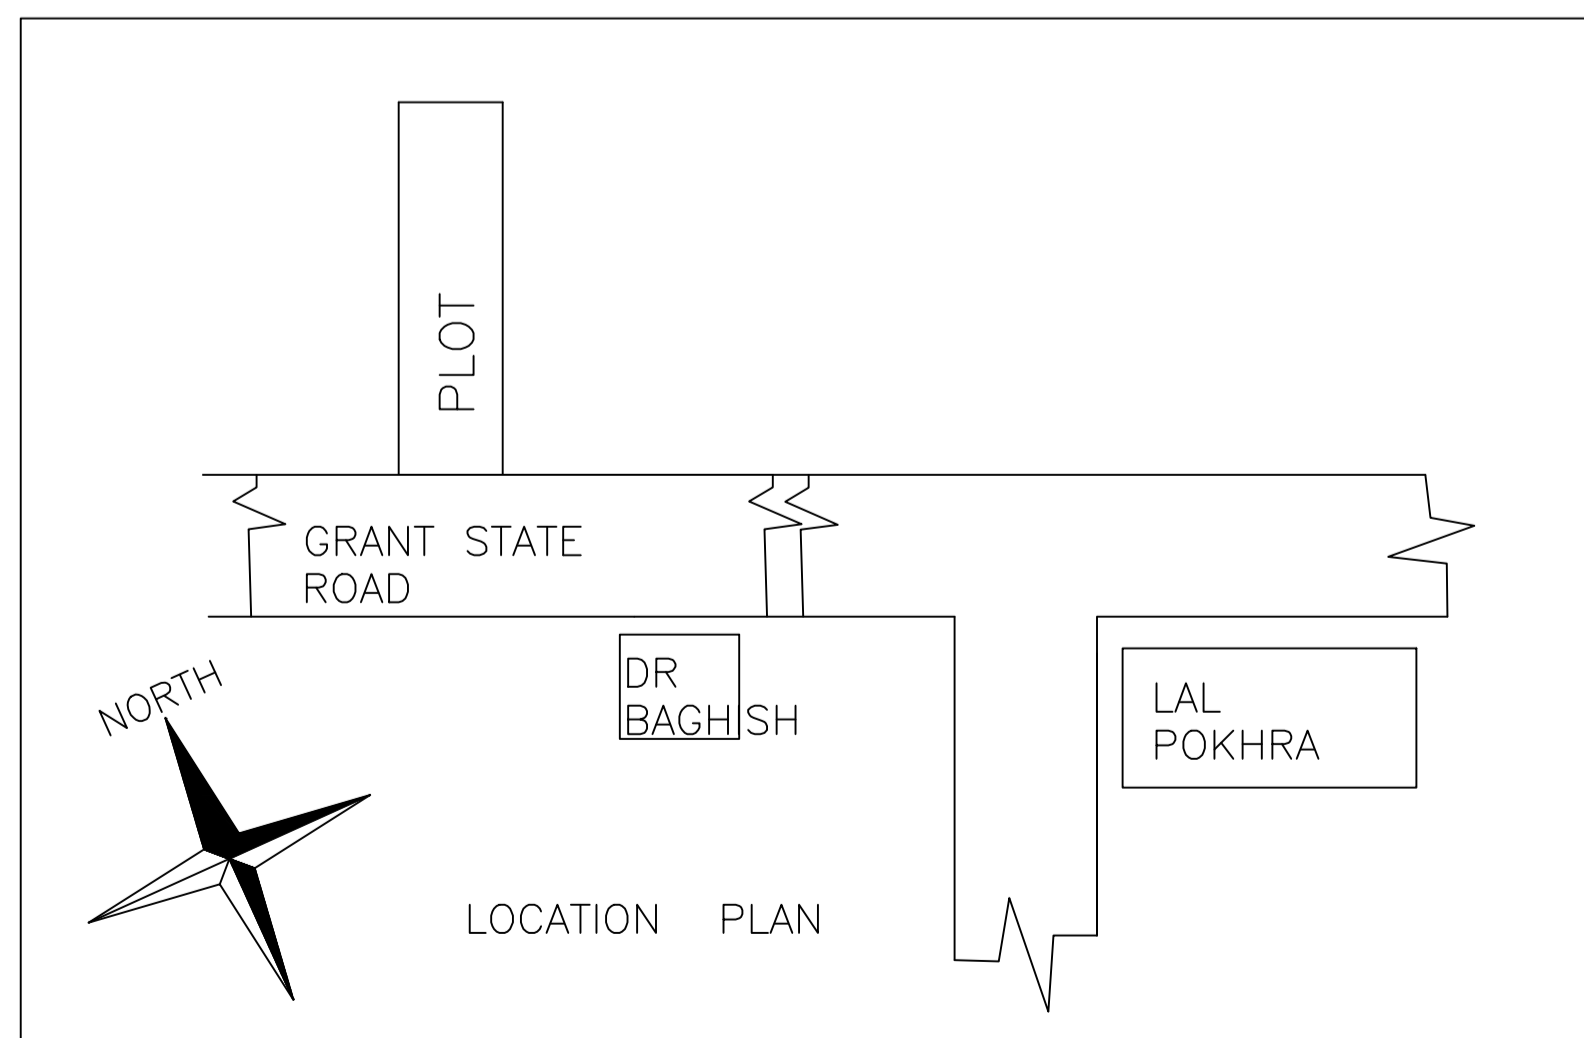 PLOT
GRANT STATE
ROAD
NORTH
DR
BAGHISH
LAL
POKHRA
LOCATION PLAN